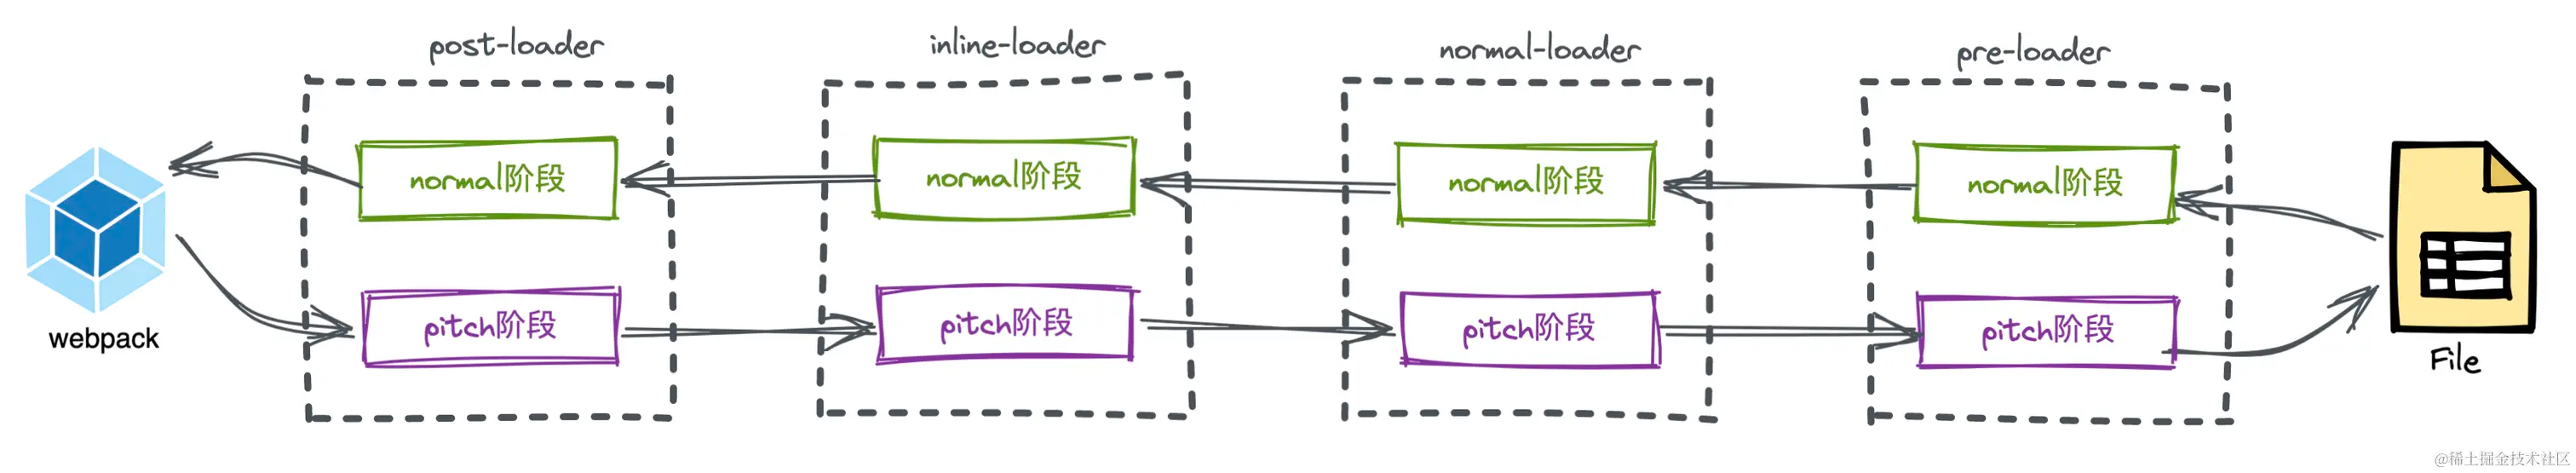 post-loader
inline-loader
normal-loader
pre-loader
normal阶段
normal阶段
normal阶段
normal阶段
pitch阶段
pitch阶段
pitch阶段
pitch阶段
webpack
File
@稀土掘金技术社区